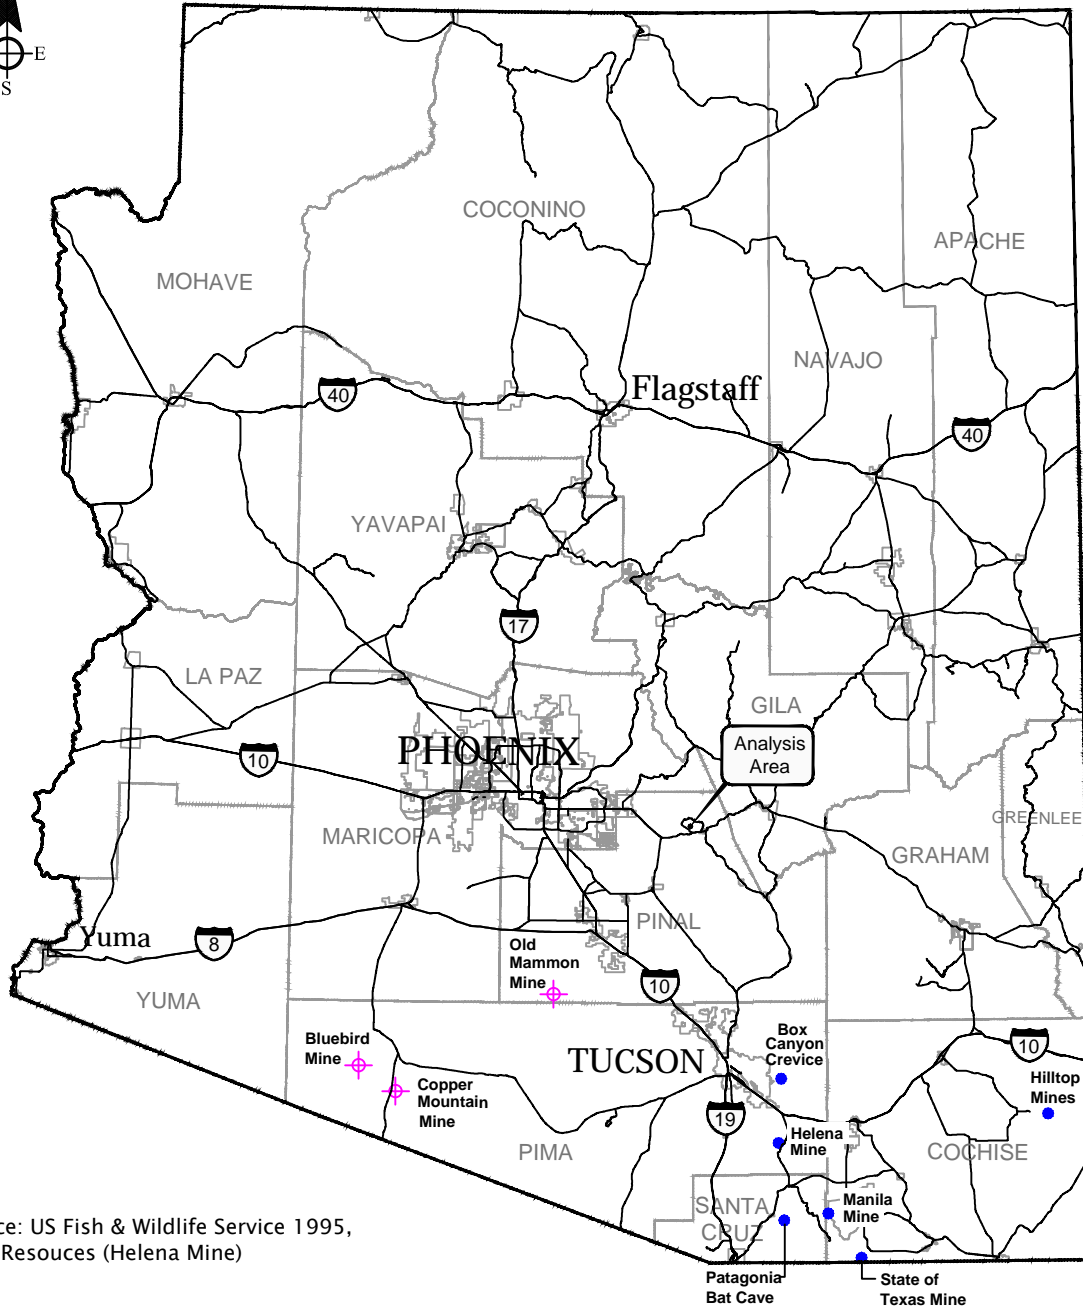 E
S
COCONINO
APACHE
MOHAVE
NAVAJO
Flagstaff
40
40
YAVAPAI
17
LA PAZ
GILA
PHOENIX
Analysis
Area
10
GREENLEE
MARICOPA
GRAHAM
PINAL
Yuma
8
Old
Mammon
Mine
10
YUMA
Bluebird
Mine
Box
Canyon
Crevice
10
TUCSON
Hilltop
Mines
Copper
Mountain
Mine
19
Helena
Mine
PIMA
COCHISE
SANTA
CRUZ
Manila
Mine
ce: US Fish & Wildlife Service 1995,
Resouces (Helena Mine)
Patagonia
Bat Cave
State of
Texas Mine